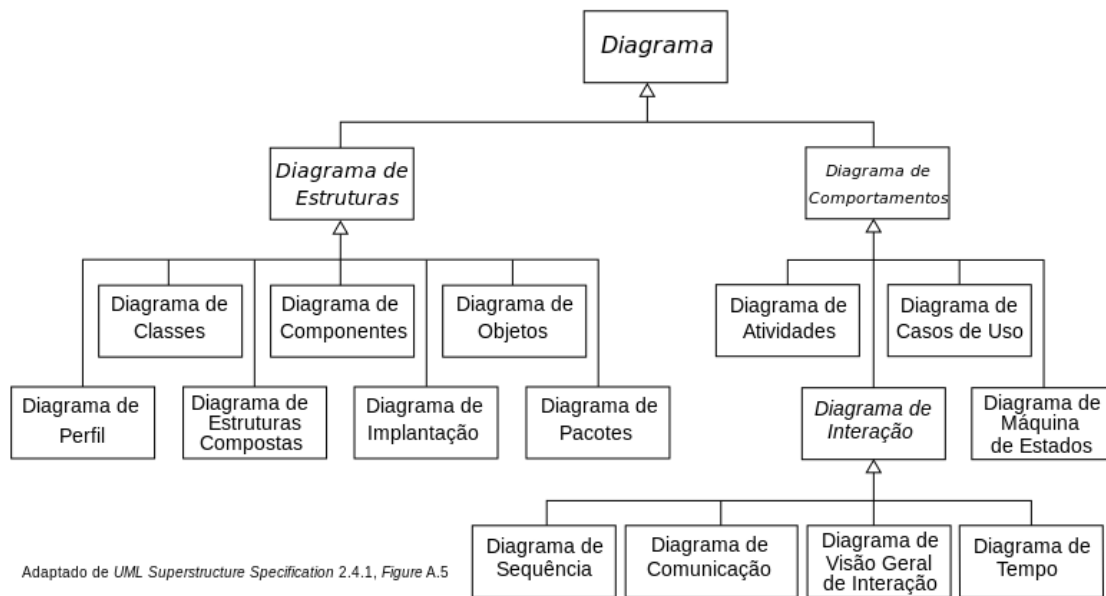 Diagrama
Diagrama de
Estruturas
Diagrama de
Comportamentos
Diagrama de
Classes
Diagrama de
Componentes
Diagrama de
Objetos
Diagrama de
Atividades
Diagrama de
Casos de Uso
Diagrama de
Perfil
Diagrama de
Estruturas
Compostas
Diagrama de
Implantação
Diagrama de
Pacotes
Diagrama de
Interação
Diagrama de
Máquina
de Estados
Diagrama de
Sequência
Diagrama de
Comunicação
Diagrama de
Visão Geral
de Interação
Diagrama de
Tempo
Adaptado de UML Superstructure Specification 2.4.1, Figure A.5